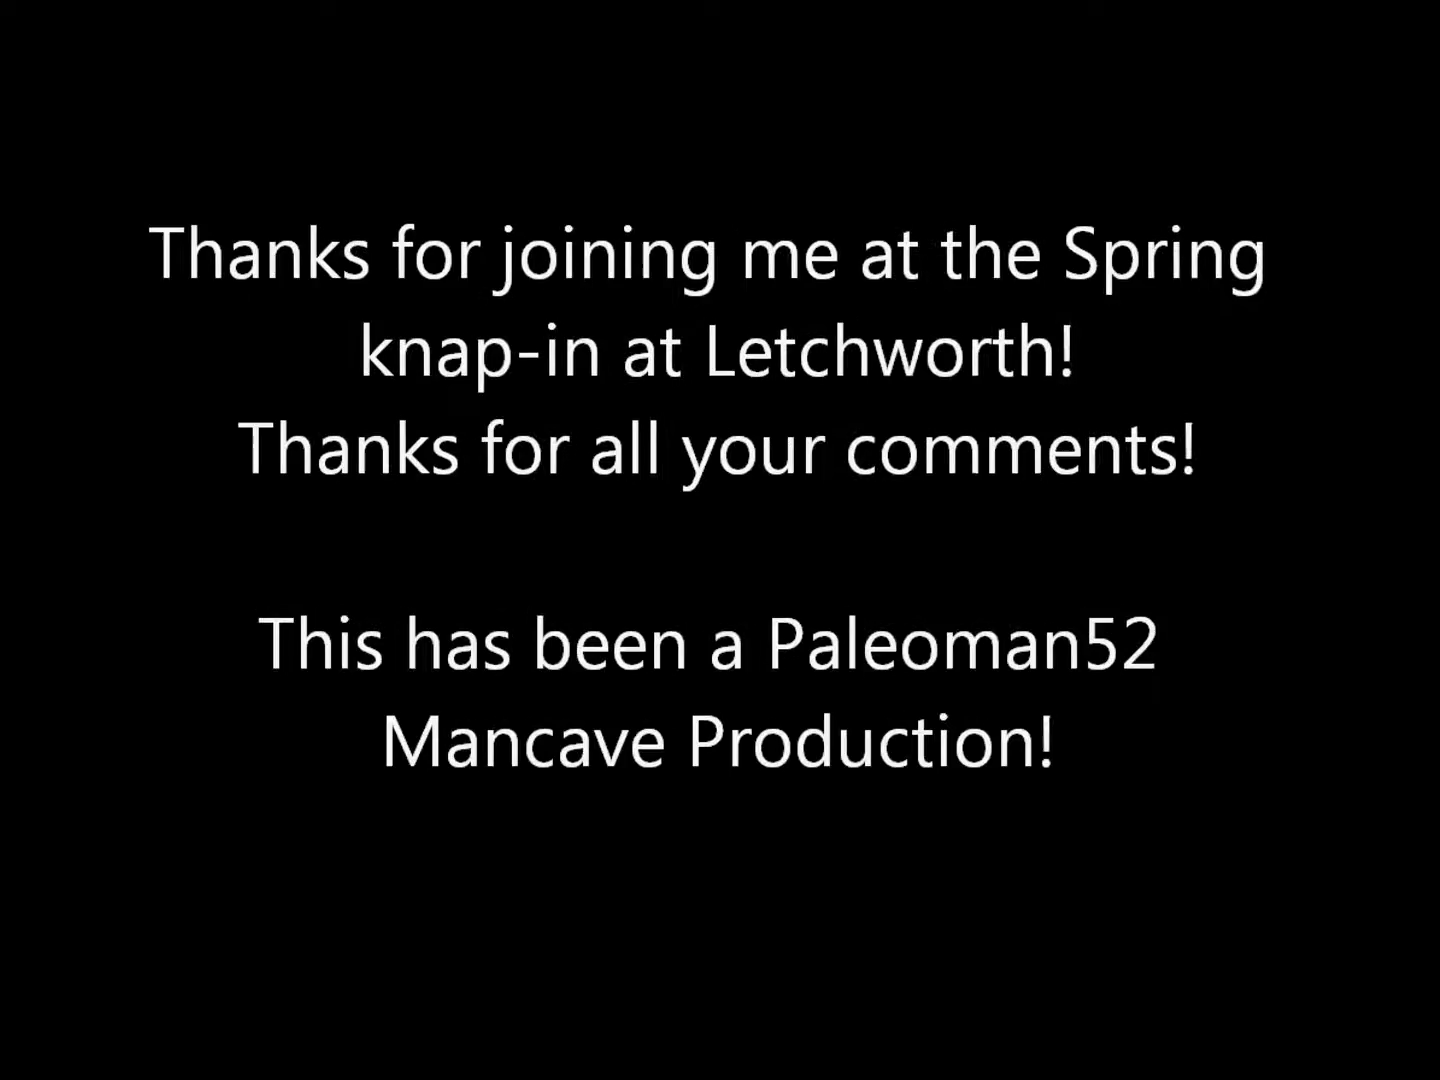 Thanks for joining me at the Spring
knap-in at Letchworth!
Thanks for all your comments!
This has been a Paleoman52
Mancave Production!